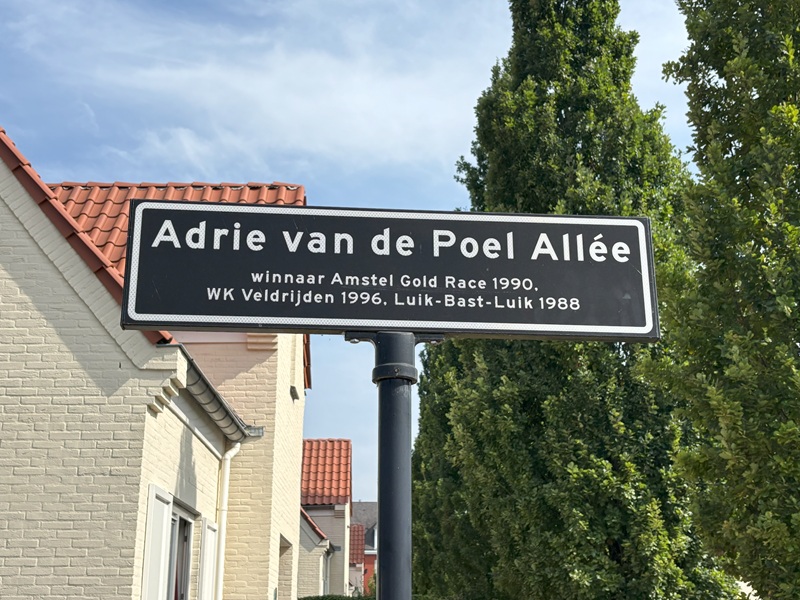 Adrie van de Poel Allée
winnaar Amstel Gold Race 1990,
WK Veldrijden 1996, Luik-Bast-Luik 1988